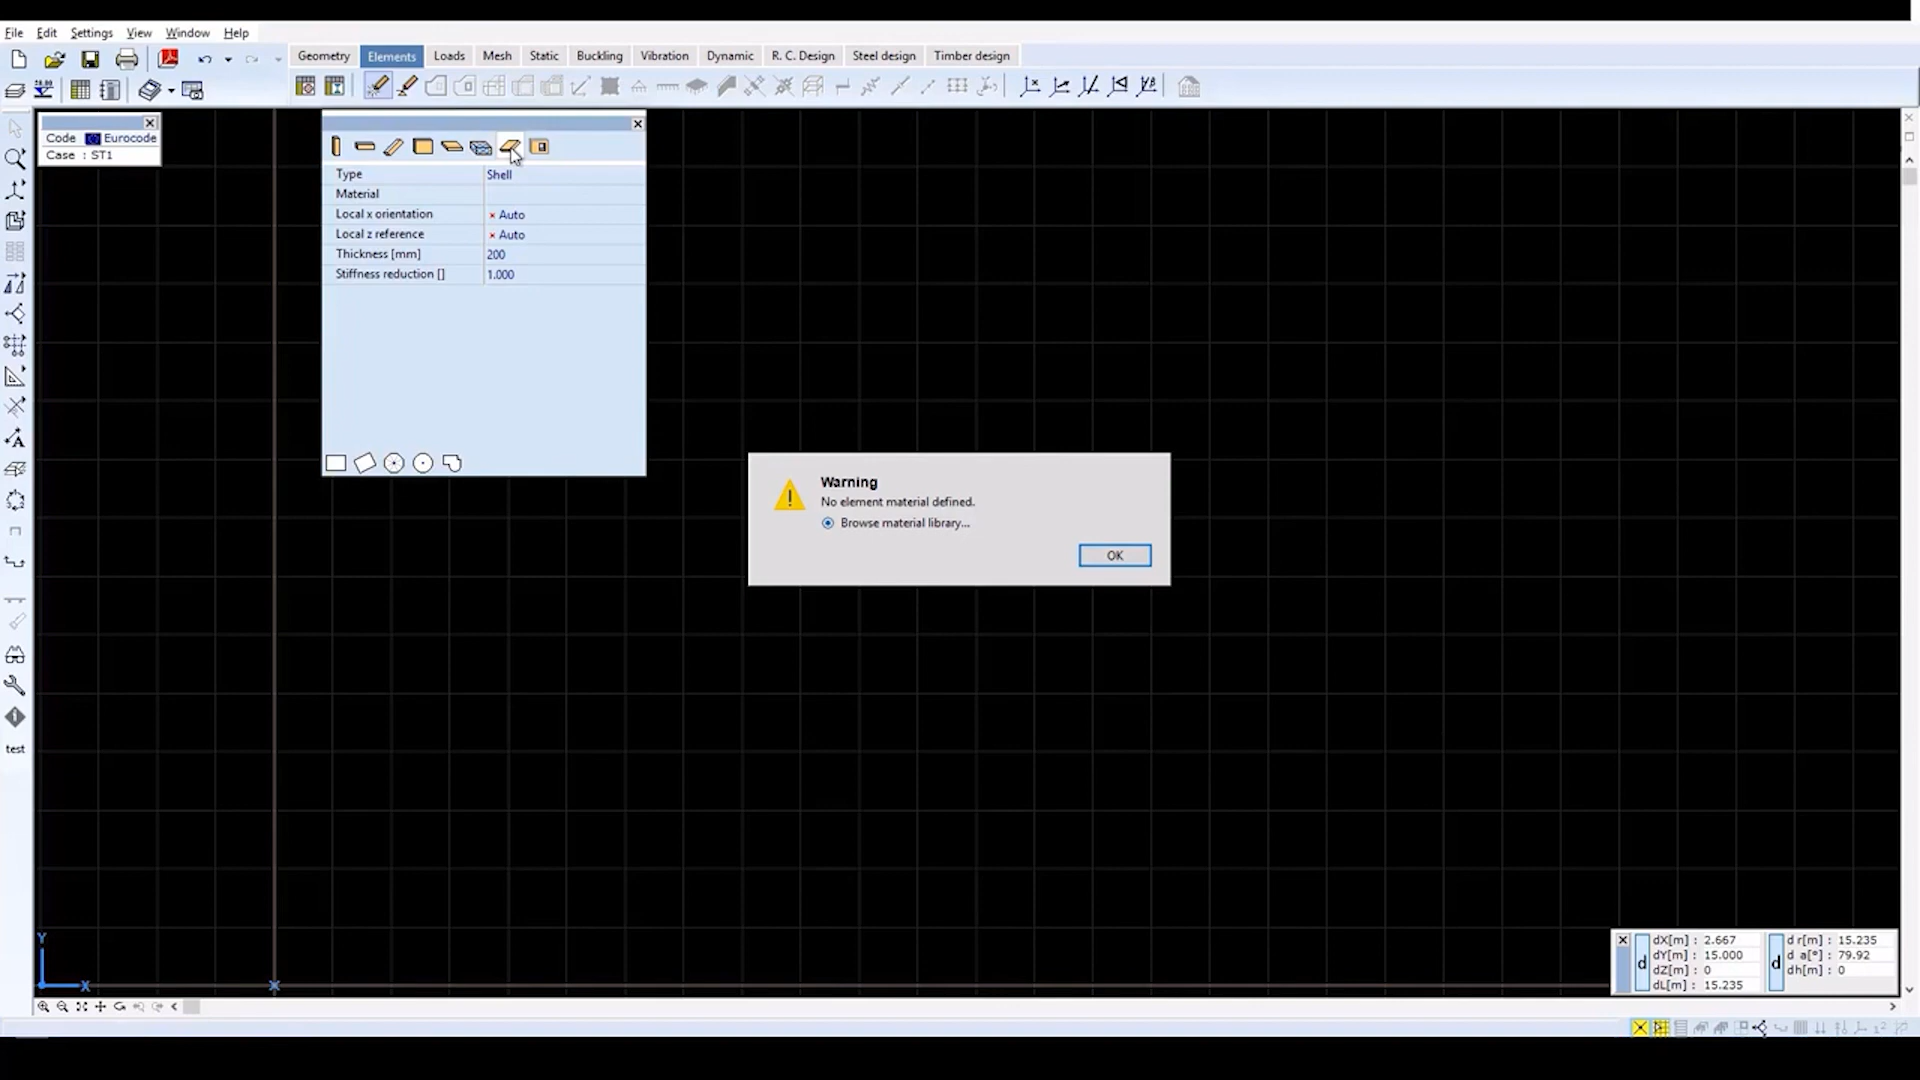 File Edit Settings View Window Help
Geometry Elements Loads Mesh Static Buckling Vibration Dynamic R. C. Design Steel design Timber design
Code Eurocode
Case : ST1
Type Shell
Material
Local x orientation Auto
Local z reference Auto
Thickness [mm] 200
Stiffness reduction [] 1.000
Warning
No element material defined.
Browse material library...
OK
test
Y
X
d
dX[m] : 2.667
dY[m] : 15.000
dZ[m] : 0
dL[m] : 15.235
d
d r[m] : 15.235
d a[°] : 79.92
dh[m] : 0